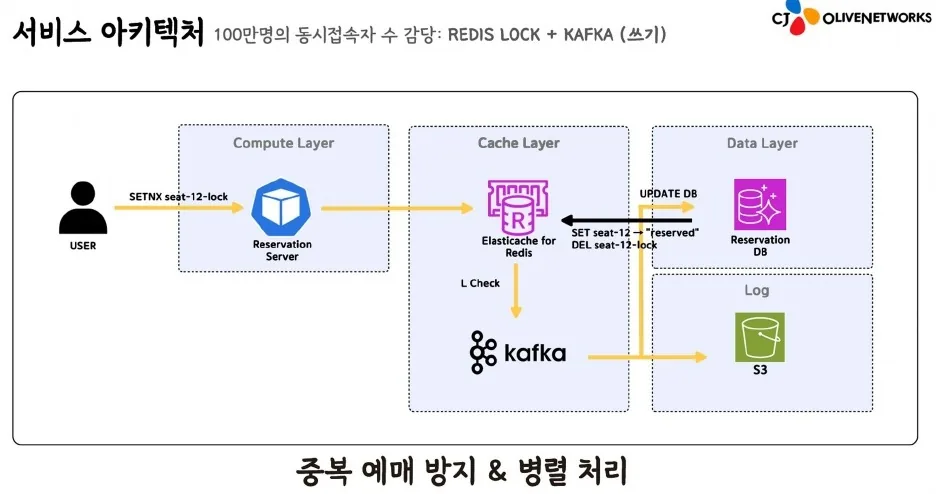 서비스 아키텍처 100만명의 동시접속자 수 감당: REDIS LOCK + KAFKA (쓰기)
CJ OLIVENETWORKS
Compute Layer
Cache Layer
Data Layer
SETNX seat-12-lock
USER
Reservation
Server
R
Elasticache for
Redis
UPDATE DB
SET seat-12 → "reserved"
DEL seat-12-lock
Reservation
DB
L Check
kafka
Log
S3
중복 예매 방지 & 병렬 처리